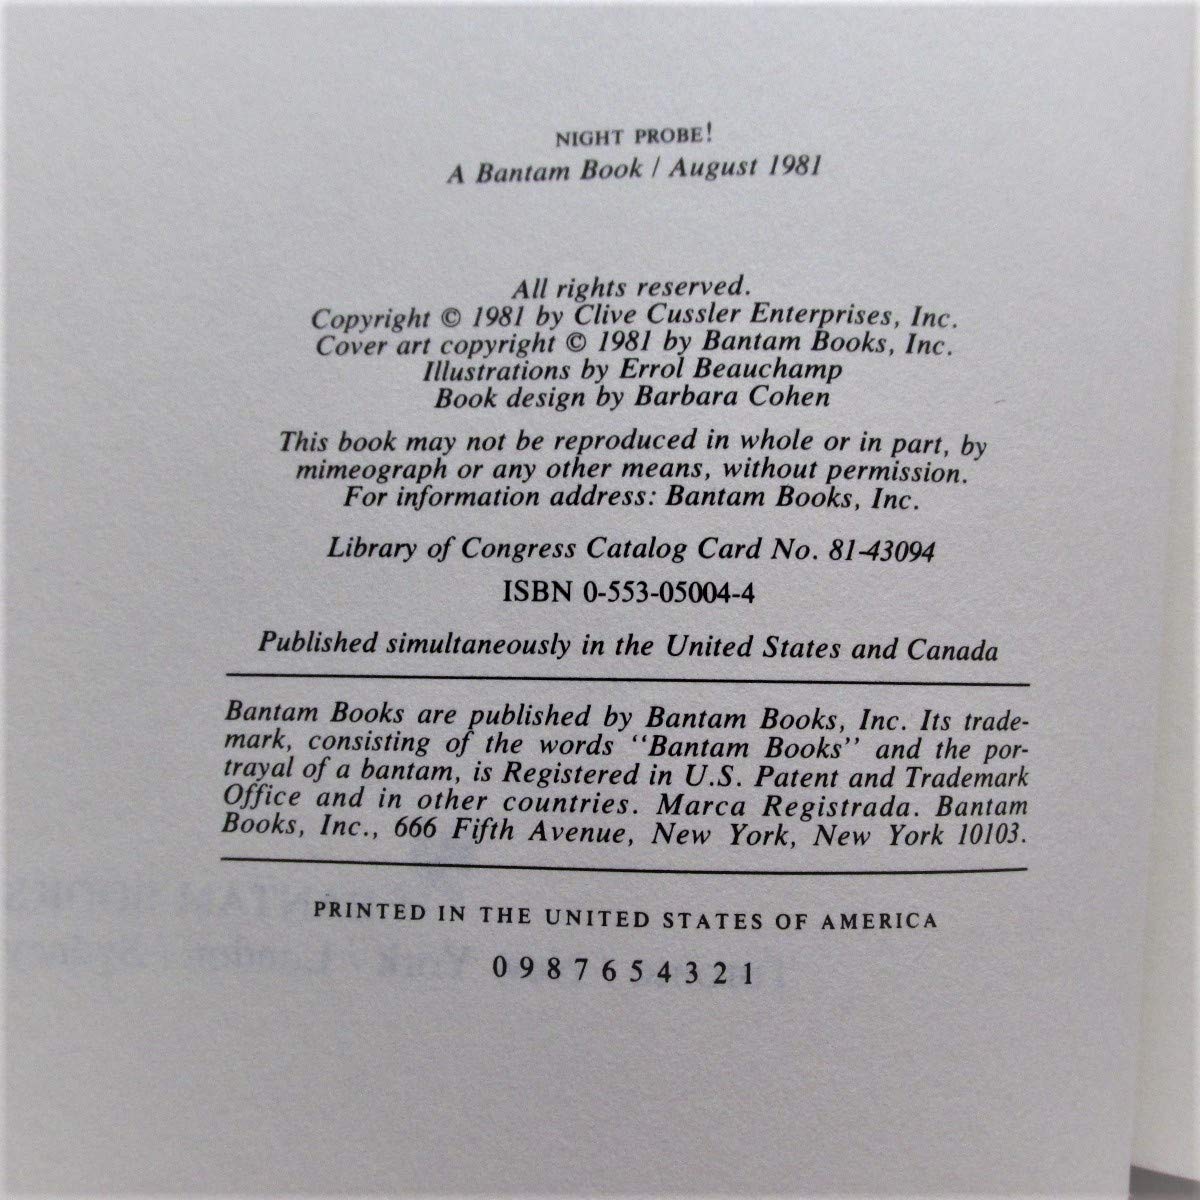 NIGHT PROBE!
A Bantam Book / August 1981
All rights reserved.
Copyright © 1981 by Clive Cussler Enterprises, Inc.
Cover art copyright © 1981 by Bantam Books, Inc.
Illustrations by Errol Beauchamp
Book design by Barbara Cohen
This book may not be reproduced in whole or in part, by
mimeograph or any other means, without permission.
For information address: Bantam Books, Inc.
Library of Congress Catalog Card No. 81-43094
ISBN 0-553-05004-4
Published simultaneously in the United States and Canada
Bantam Books are published by Bantam Books, Inc. Its trade-
mark, consisting of the words "Bantam Books" and the por-
trayal of a bantam, is Registered in U.S. Patent and Trademark
Office and in other countries. Marca Registrada. Bantam
Books, Inc., 666 Fifth Avenue, New York, New York 10103.
PRINTED IN THE UNITED STATES OF AMERICA
0 9 8 7 6 5 4 3 2 1